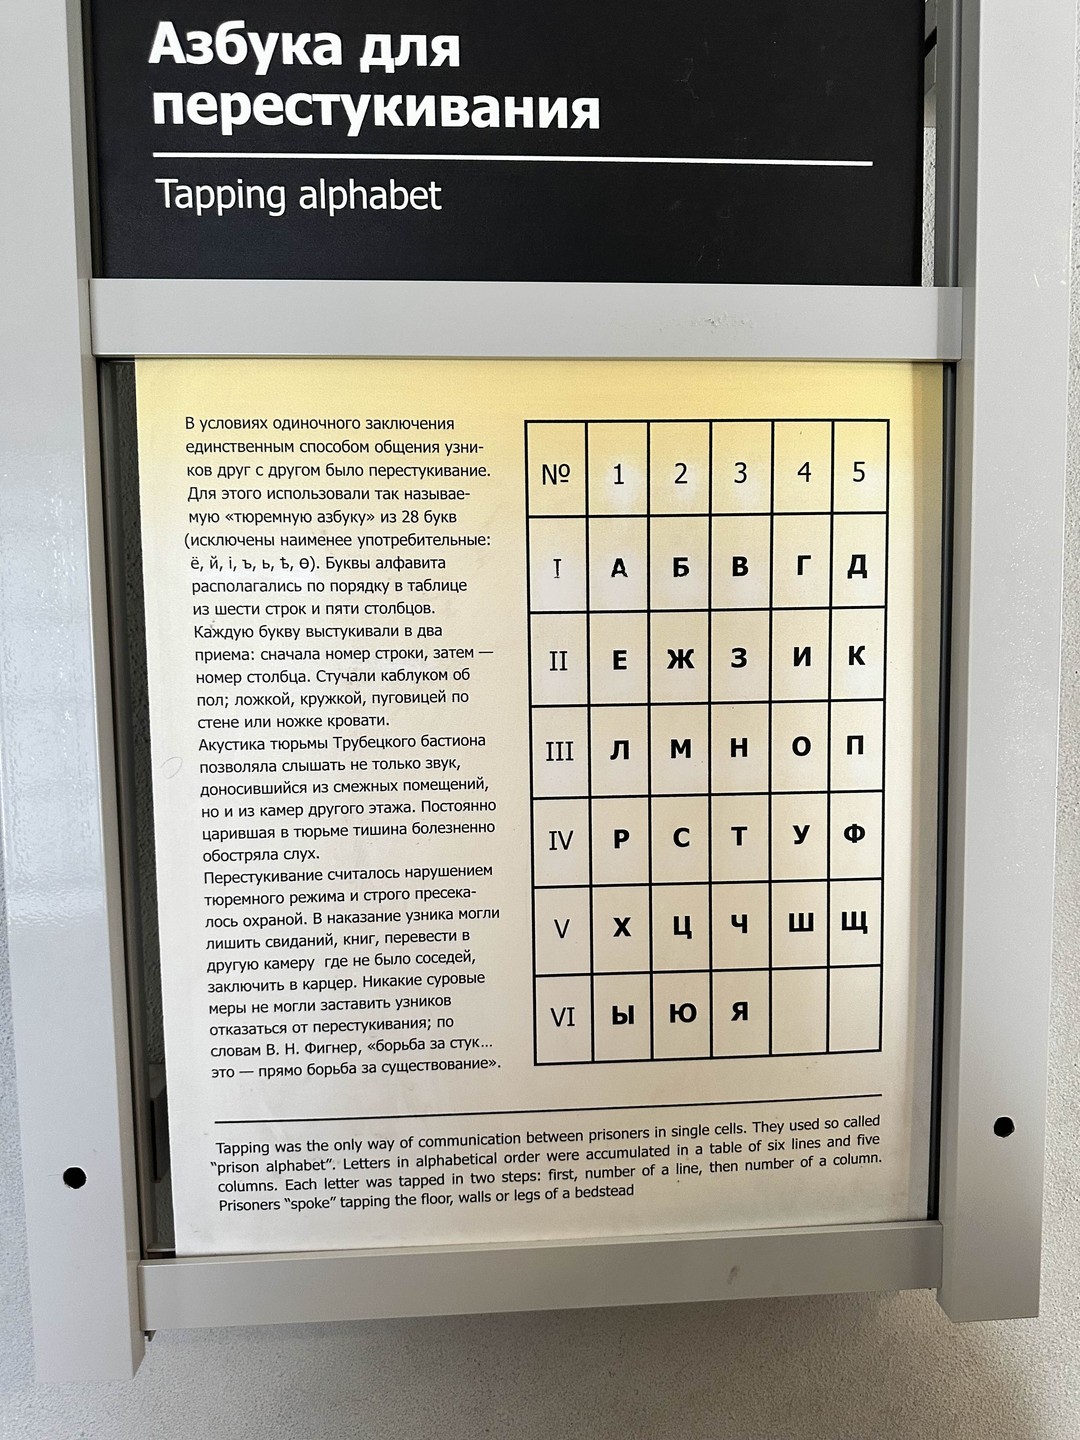 Азбука для
перестукивания
Tapping alphabet
В условиях одиночного заключения
единственным способом общения узни-
ков друг с другом было перестукивание.
Для этого использовали так называе-
мую «тюремную азбуку» из 28 букв
(исключены наименее употребительные:
ё, й, і, ъ, ь, ѣ, ѳ). Буквы алфавита
располагались по порядку в таблице
из шести строк и пяти столбцов.
Каждую букву выстукивали в два
приема: сначала номер строки, затем —
номер столбца. Стучали каблуком об
пол; ложкой, кружкой, пуговицей по
стене или ножке кровати.
Акустика тюрьмы Трубецкого бастиона
позволяла слышать не только звук,
доносившийся из смежных помещений,
но и из камер другого этажа. Постоянно
царившая в тюрьме тишина болезненно
обостряла слух.
Перестукивание считалось нарушением
тюремного режима и строго пресека-
лось охраной. В наказание узника могли
лишить свиданий, книг, перевести в
другую камеру где не было соседей,
заключить в карцер. Никакие суровые
меры не могли заставить узников
отказаться от перестукивания; по
словам В. Н. Фигнер, «борьба за стук...
это — прямо борьба за существование».
№ 1 2 3 4 5
I А Б В Г Д
II Е Ж З И К
III Л М Н О П
IV Р С Т У Ф
V Х Ц Ч Ш Щ
VI Ы Ю Я
Tapping was the only way of communication between prisoners in single cells. They used so called
"prison alphabet". Letters in alphabetical order were accumulated in a table of six lines and five
columns. Each letter was tapped in two steps: first, number of a line, then number of a column.
Prisoners "spoke" tapping the floor, walls or legs of a bedstead